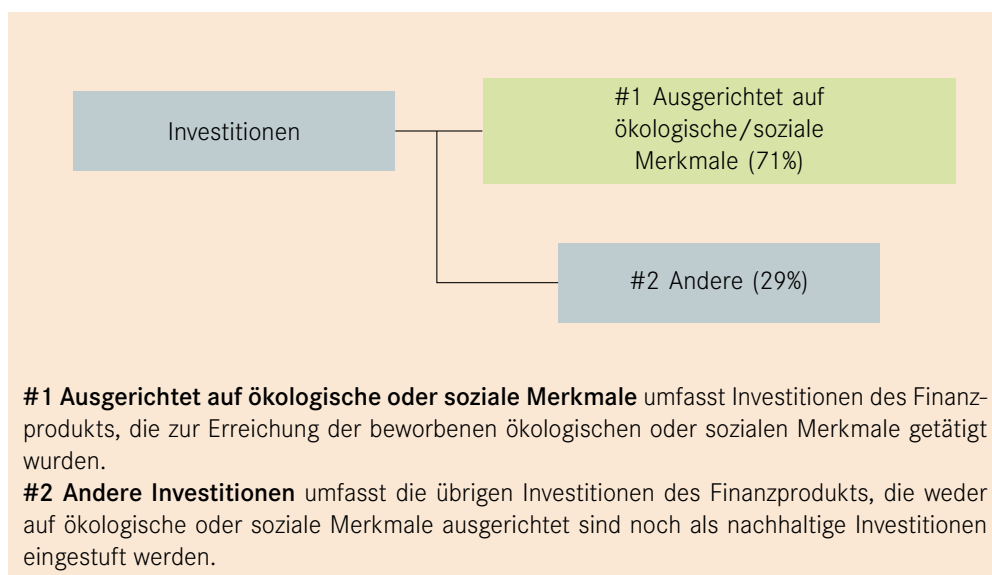 Investitionen
#1 Ausgerichtet auf
ökologische/soziale
Merkmale (71%)
#2 Andere (29%)
#1 Ausgerichtet auf ökologische oder soziale Merkmale umfasst Investitionen des Finanz-
produkts, die zur Erreichung der beworbenen ökologischen oder sozialen Merkmale getätigt
wurden.
#2 Andere Investitionen umfasst die übrigen Investitionen des Finanzprodukts, die weder
auf ökologische oder soziale Merkmale ausgerichtet sind noch als nachhaltige Investitionen
eingestuft werden.